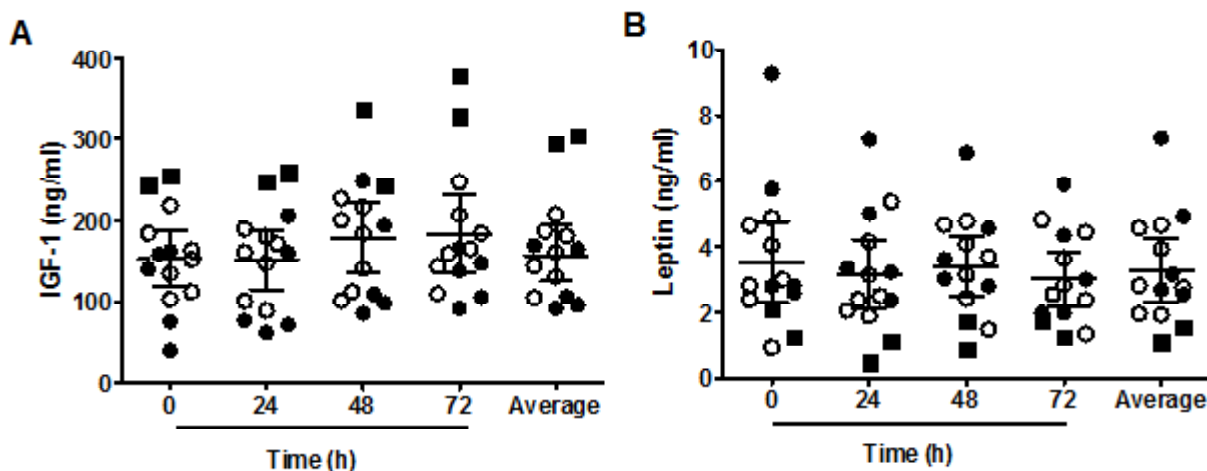 A
IGF-1 (ng/ml)
400
300
200
100
0
0 24 48 72 Average
Time (h)
B
Leptin (ng/ml)
10
8
6
4
2
0
0 24 48 72 Average
Time (h)